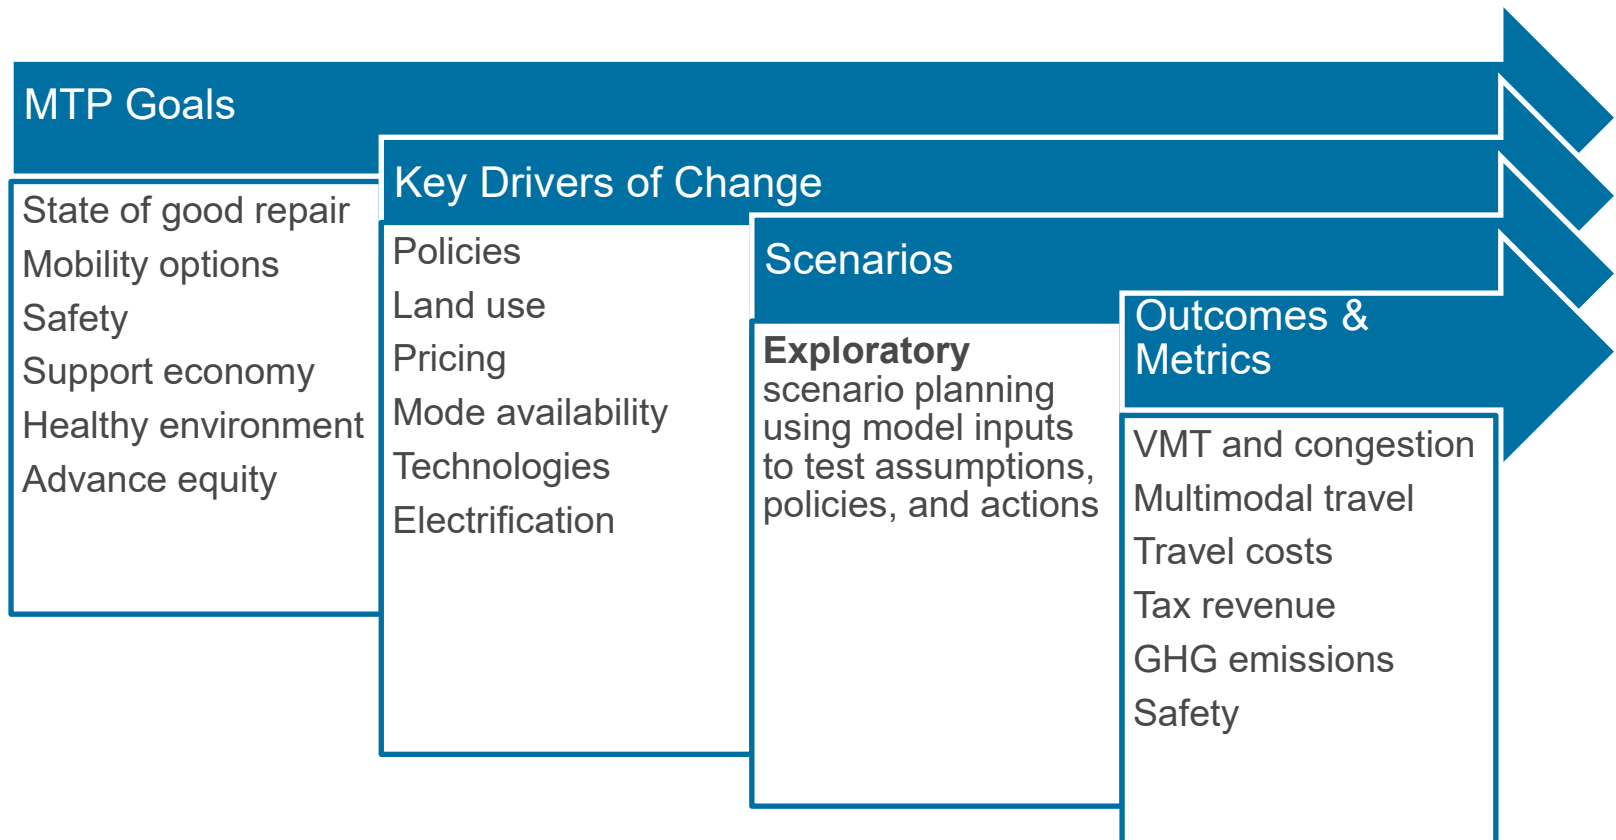 MTP Goals
State of good repair
Mobility options
Safety
Support economy
Healthy environment
Advance equity
Key Drivers of Change
Policies
Land use
Pricing
Mode availability
Technologies
Electrification
Scenarios
Exploratory
scenario planning
using model inputs
to test assumptions,
policies, and actions
Outcomes &
Metrics
VMT and congestion
Multimodal travel
Travel costs
Tax revenue
GHG emissions
Safety